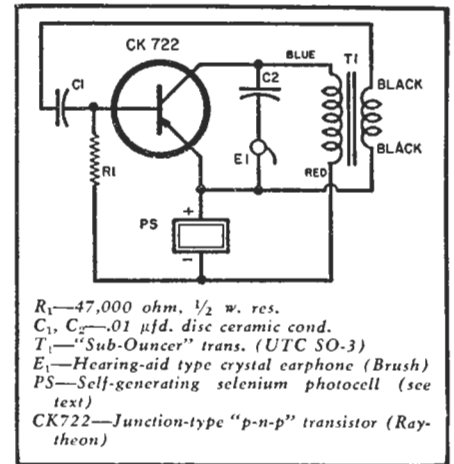 CK 722
BLUE
T1
C1
C2
BLACK
BLACK
R1
E1
RED
PS
+
−
R₁—47,000 ohm, ½ w. res.
C₁, C₂—.01 μfd. disc ceramic cond.
T₁—"Sub-Ouncer" trans. (UTC SO-3)
E₁—Hearing-aid type crystal earphone (Brush)
PS—Self-generating selenium photocell (see
text)
CK722—Junction-type "p-n-p" transistor (Ray-
theon)